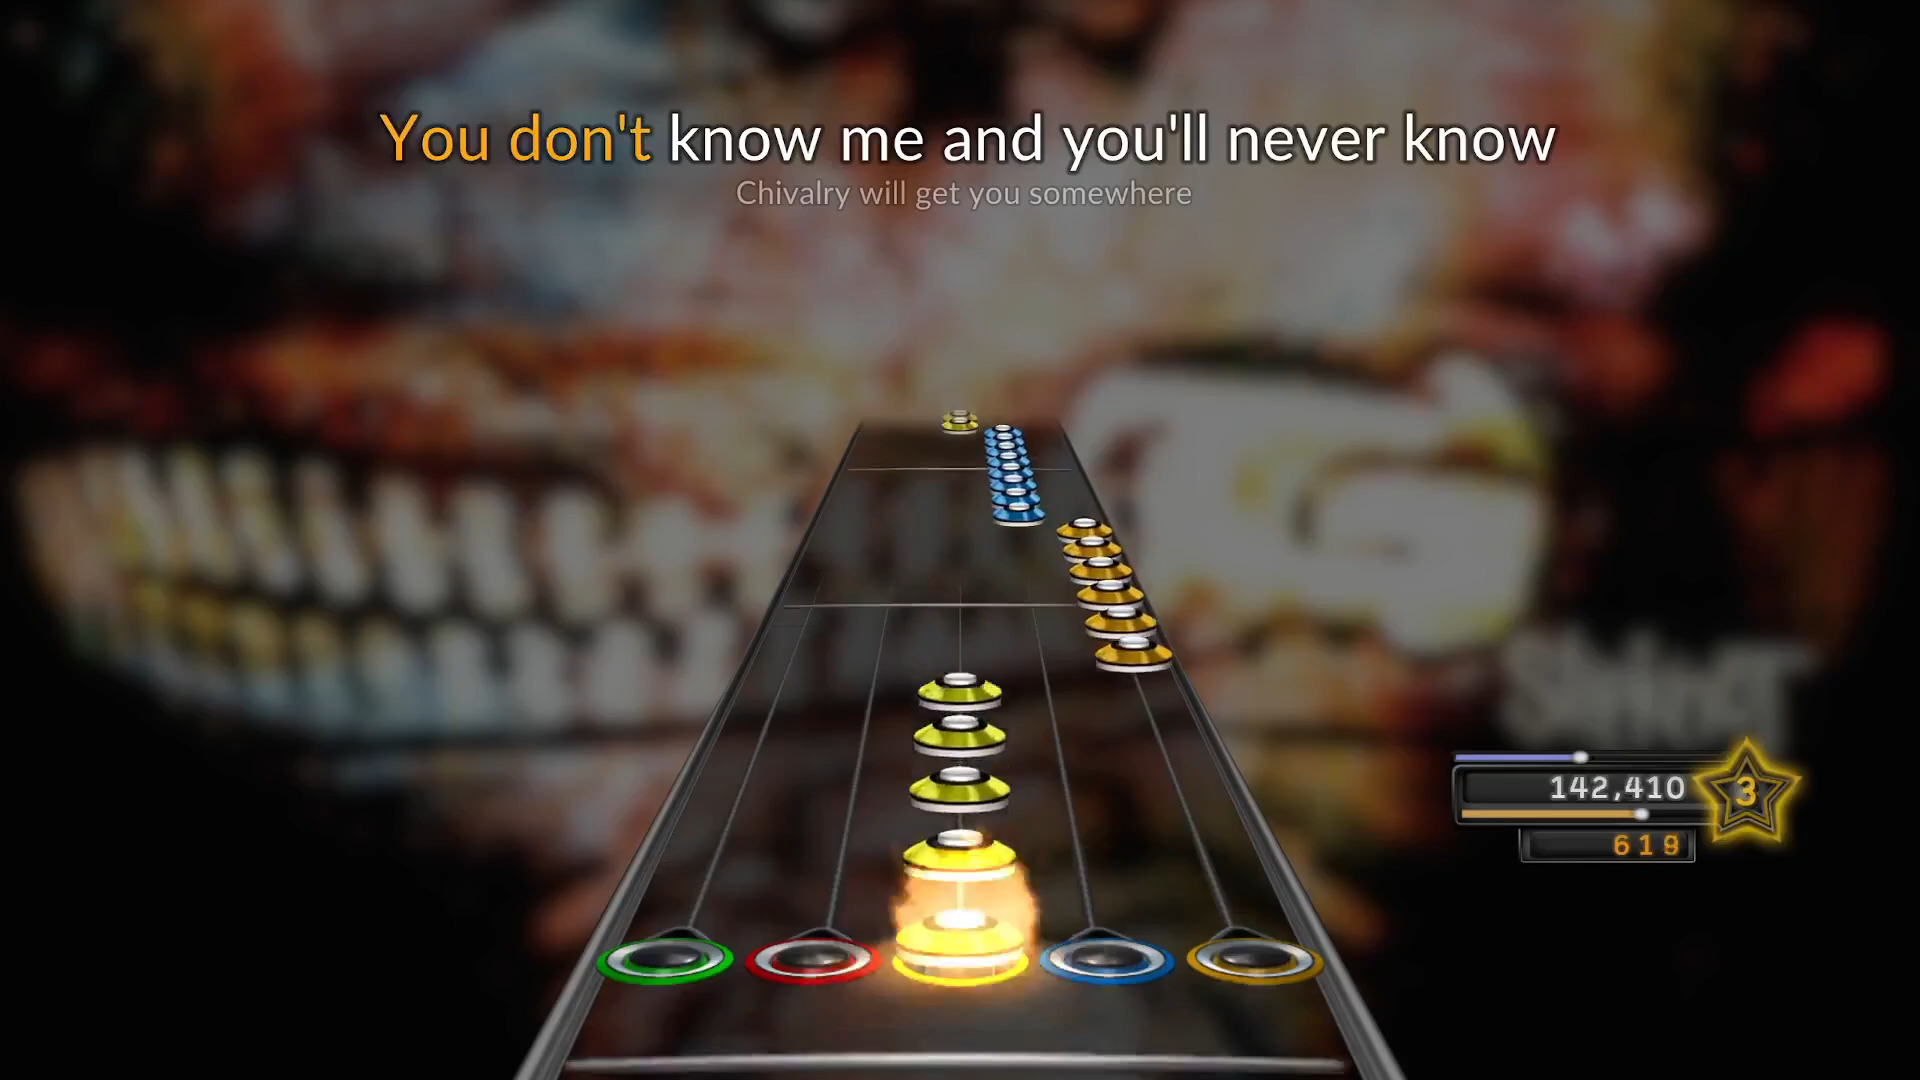 You don't know me and you'll never know
Chivalry will get you somewhere
142,410
3
619